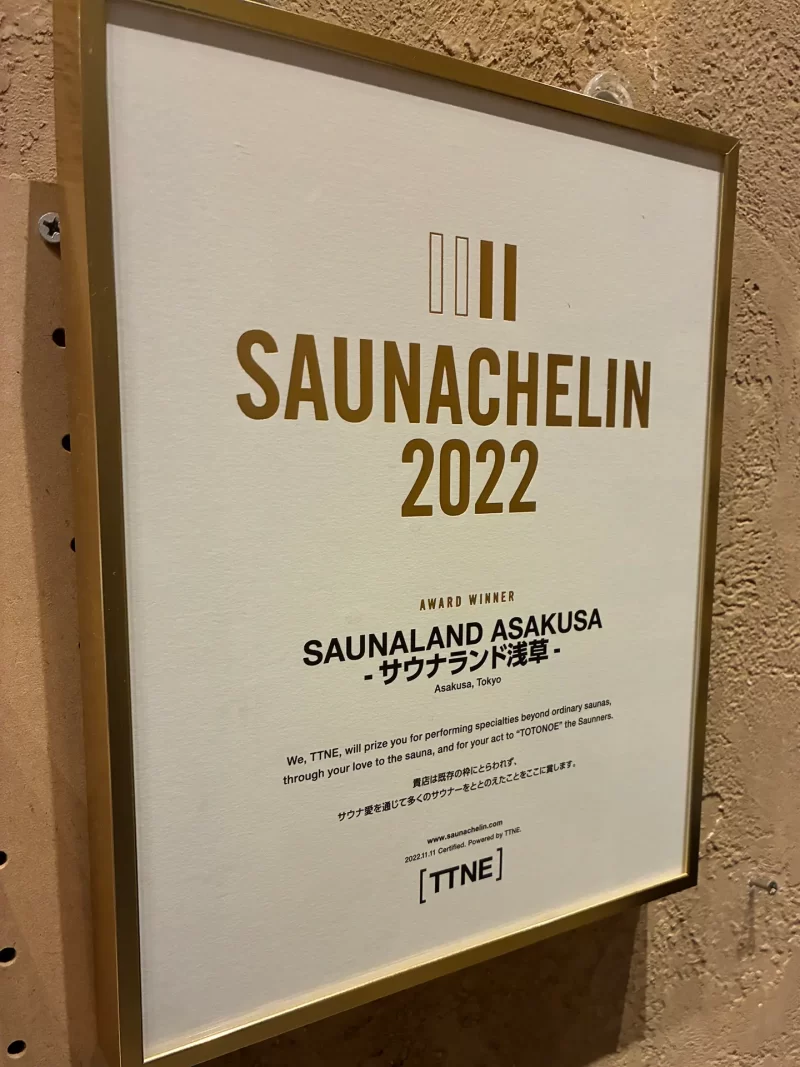 SAUNACHELIN
2022
AWARD WINNER
SAUNALAND ASAKUSA
- サウナランド浅草 -
Asakusa, Tokyo
We, TTNE, will prize you for performing specialties beyond ordinary saunas,
through your love to the sauna, and for your act to "TOTONOE" the Saunners.
貴店は既存の枠にとらわれず、
サウナ愛を通じて多くのサウナーをととのえたことをここに賞します。
www.saunachelin.com
2022.11.11 Certified. Powered by TTNE.
[TTNE]